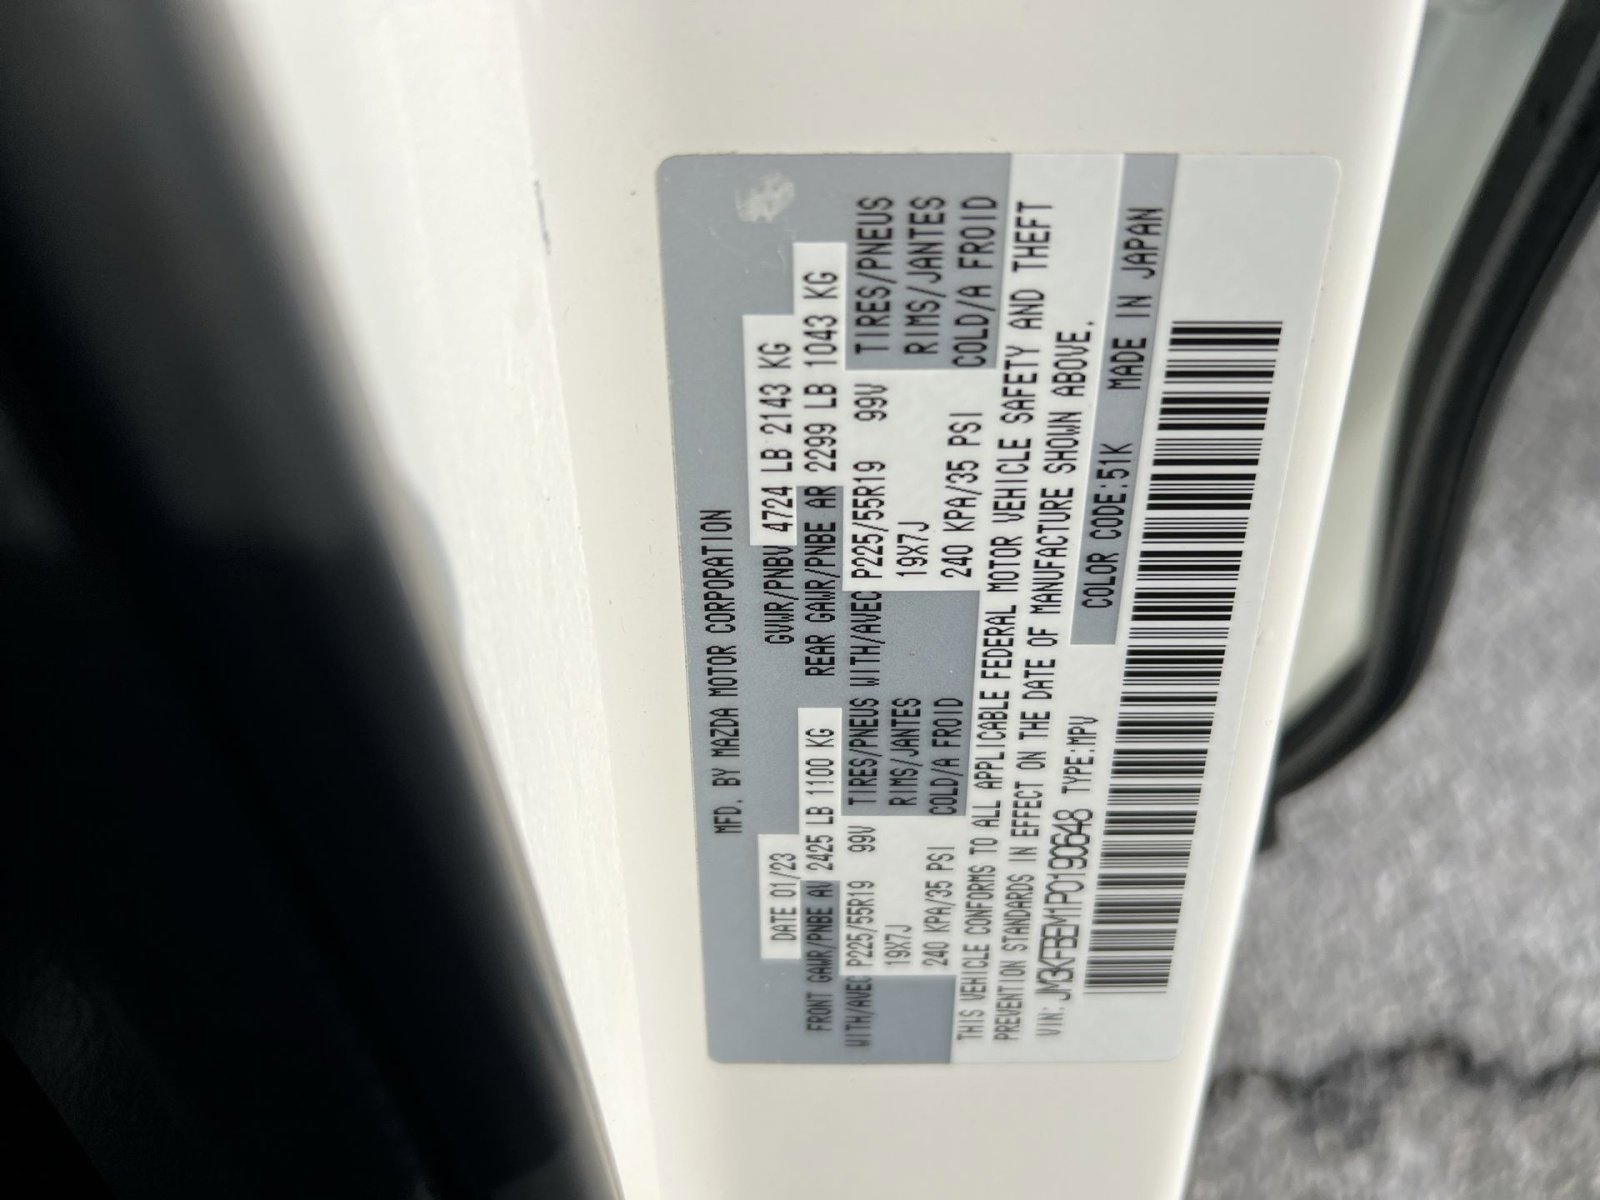 MFD. BY MAZDA MOTOR CORPORATION
DATE 01/23 GVWR/PNBV 4724 LB 2143 KG
FRONT GAWR/PNBE AV 2425 LB 1100 KG REAR GAWR/PNBE AR 2299 LB 1043 KG
WITH/AVEC P225/55R19 99V TIRES/PNEUS WITH/AVEC P225/55R19 99V TIRES/PNEUS
19X7J RIMS/JANTES 19X7J RIMS/JANTES
240 KPA/35 PSI COLD/A FROID 240 KPA/35 PSI COLD/A FROID
THIS VEHICLE CONFORMS TO ALL APPLICABLE FEDERAL MOTOR VEHICLE SAFETY AND THEFT
PREVENTION STANDARDS IN EFFECT ON THE DATE OF MANUFACTURE SHOWN ABOVE.
VIN: JM3KFBEM1P0190648 TYPE:MPV COLOR CODE:51K MADE IN JAPAN